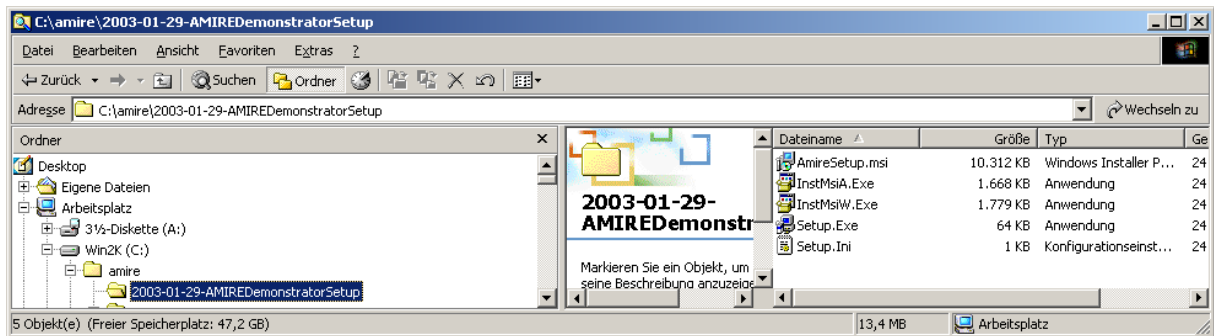 C:\amire\2003-01-29-AMIREDemonstratorSetup
Datei Bearbeiten Ansicht Favoriten Extras ?
Zurück Suchen Ordner
Adresse C:\amire\2003-01-29-AMIREDemonstratorSetup Wechseln zu
Ordner
Desktop
Eigene Dateien
Arbeitsplatz
3½-Diskette (A:)
Win2K (C:)
amire
2003-01-29-AMIREDemonstratorSetup
2003-01-29-
AMIREDemonstr
Markieren Sie ein Objekt, um
seine Beschreibung anzuzeige
Dateiname Größe Typ Ge
AmireSetup.msi 10.312 KB Windows Installer P... 24
InstMsiA.Exe 1.668 KB Anwendung 24
InstMsiW.Exe 1.779 KB Anwendung 24
Setup.Exe 64 KB Anwendung 24
Setup.Ini 1 KB Konfigurationseinst... 24
5 Objekt(e) (Freier Speicherplatz: 47,2 GB) 13,4 MB Arbeitsplatz